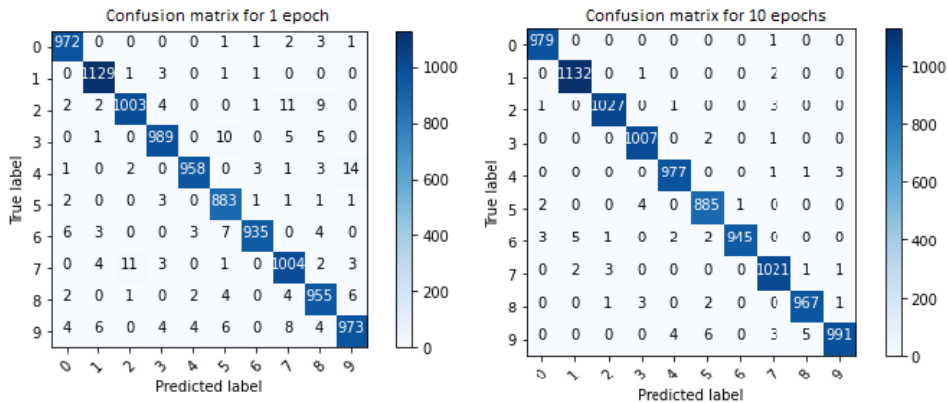 Confusion matrix for 1 epoch
0 972 0 0 0 0 1 1 2 3 1
1 0 1129 1 3 0 1 1 0 0 0
2 2 2 1003 4 0 0 1 11 9 0
3 0 1 0 989 0 10 0 5 5 0
4 1 0 2 0 958 0 3 1 3 14
5 2 0 0 3 0 883 1 1 1 1
6 6 3 0 0 3 7 935 0 4 0
7 0 4 11 3 0 1 0 1004 2 3
8 2 0 1 0 2 4 0 4 955 6
9 4 6 0 4 4 6 0 8 4 973
0 1 2 3 4 5 6 7 8 9
True label
Predicted label
1000
800
600
400
200
0
Confusion matrix for 10 epochs
0 979 0 0 0 0 0 0 1 0 0
1 0 1132 0 1 0 0 0 2 0 0
2 1 0 1027 0 1 0 0 3 0 0
3 0 0 0 1007 0 2 0 1 0 0
4 0 0 0 0 977 0 0 1 1 3
5 2 0 0 4 0 885 1 0 0 0
6 3 5 1 0 2 2 945 0 0 0
7 0 2 3 0 0 0 0 1021 1 1
8 0 0 1 3 0 2 0 0 967 1
9 0 0 0 0 4 6 0 3 5 991
0 1 2 3 4 5 6 7 8 9
True label
Predicted label
1000
800
600
400
200
0